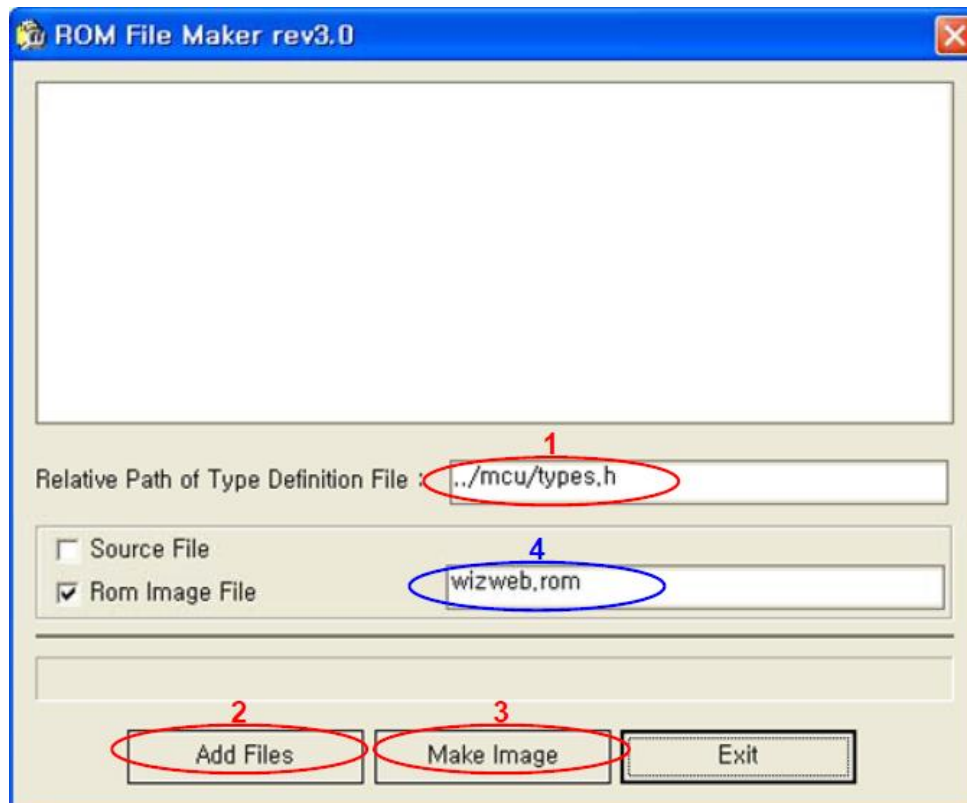 ROM File Maker rev3.0
1
Relative Path of Type Definition File : ../mcu/types.h
Source File
4
Rom Image File
wizweb.rom
2
3
Add Files
Make Image
Exit